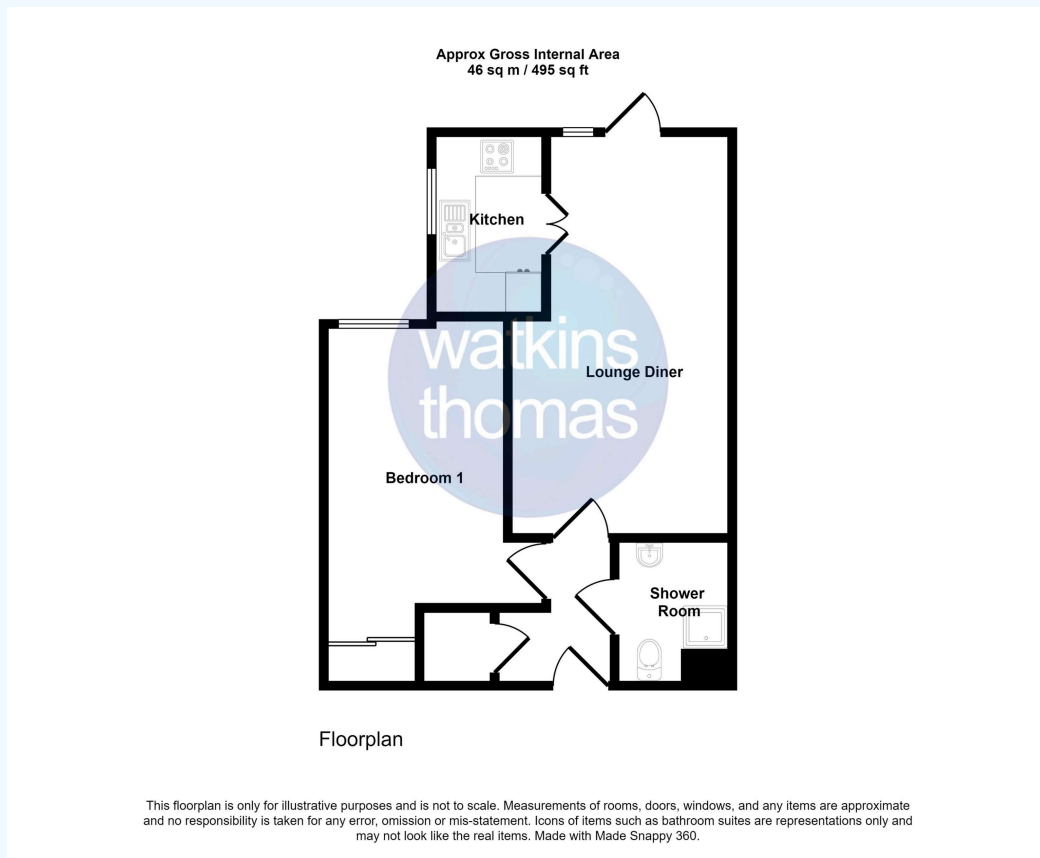 Approx Gross Internal Area
46 sq m / 495 sq ft
Kitchen
watkins
thomas
Lounge Diner
Bedroom 1
Shower
Room
Floorplan
This floorplan is only for illustrative purposes and is not to scale. Measurements of rooms, doors, windows, and any items are approximate
and no responsibility is taken for any error, omission or mis-statement. Icons of items such as bathroom suites are representations only and
may not look like the real items. Made with Made Snappy 360.